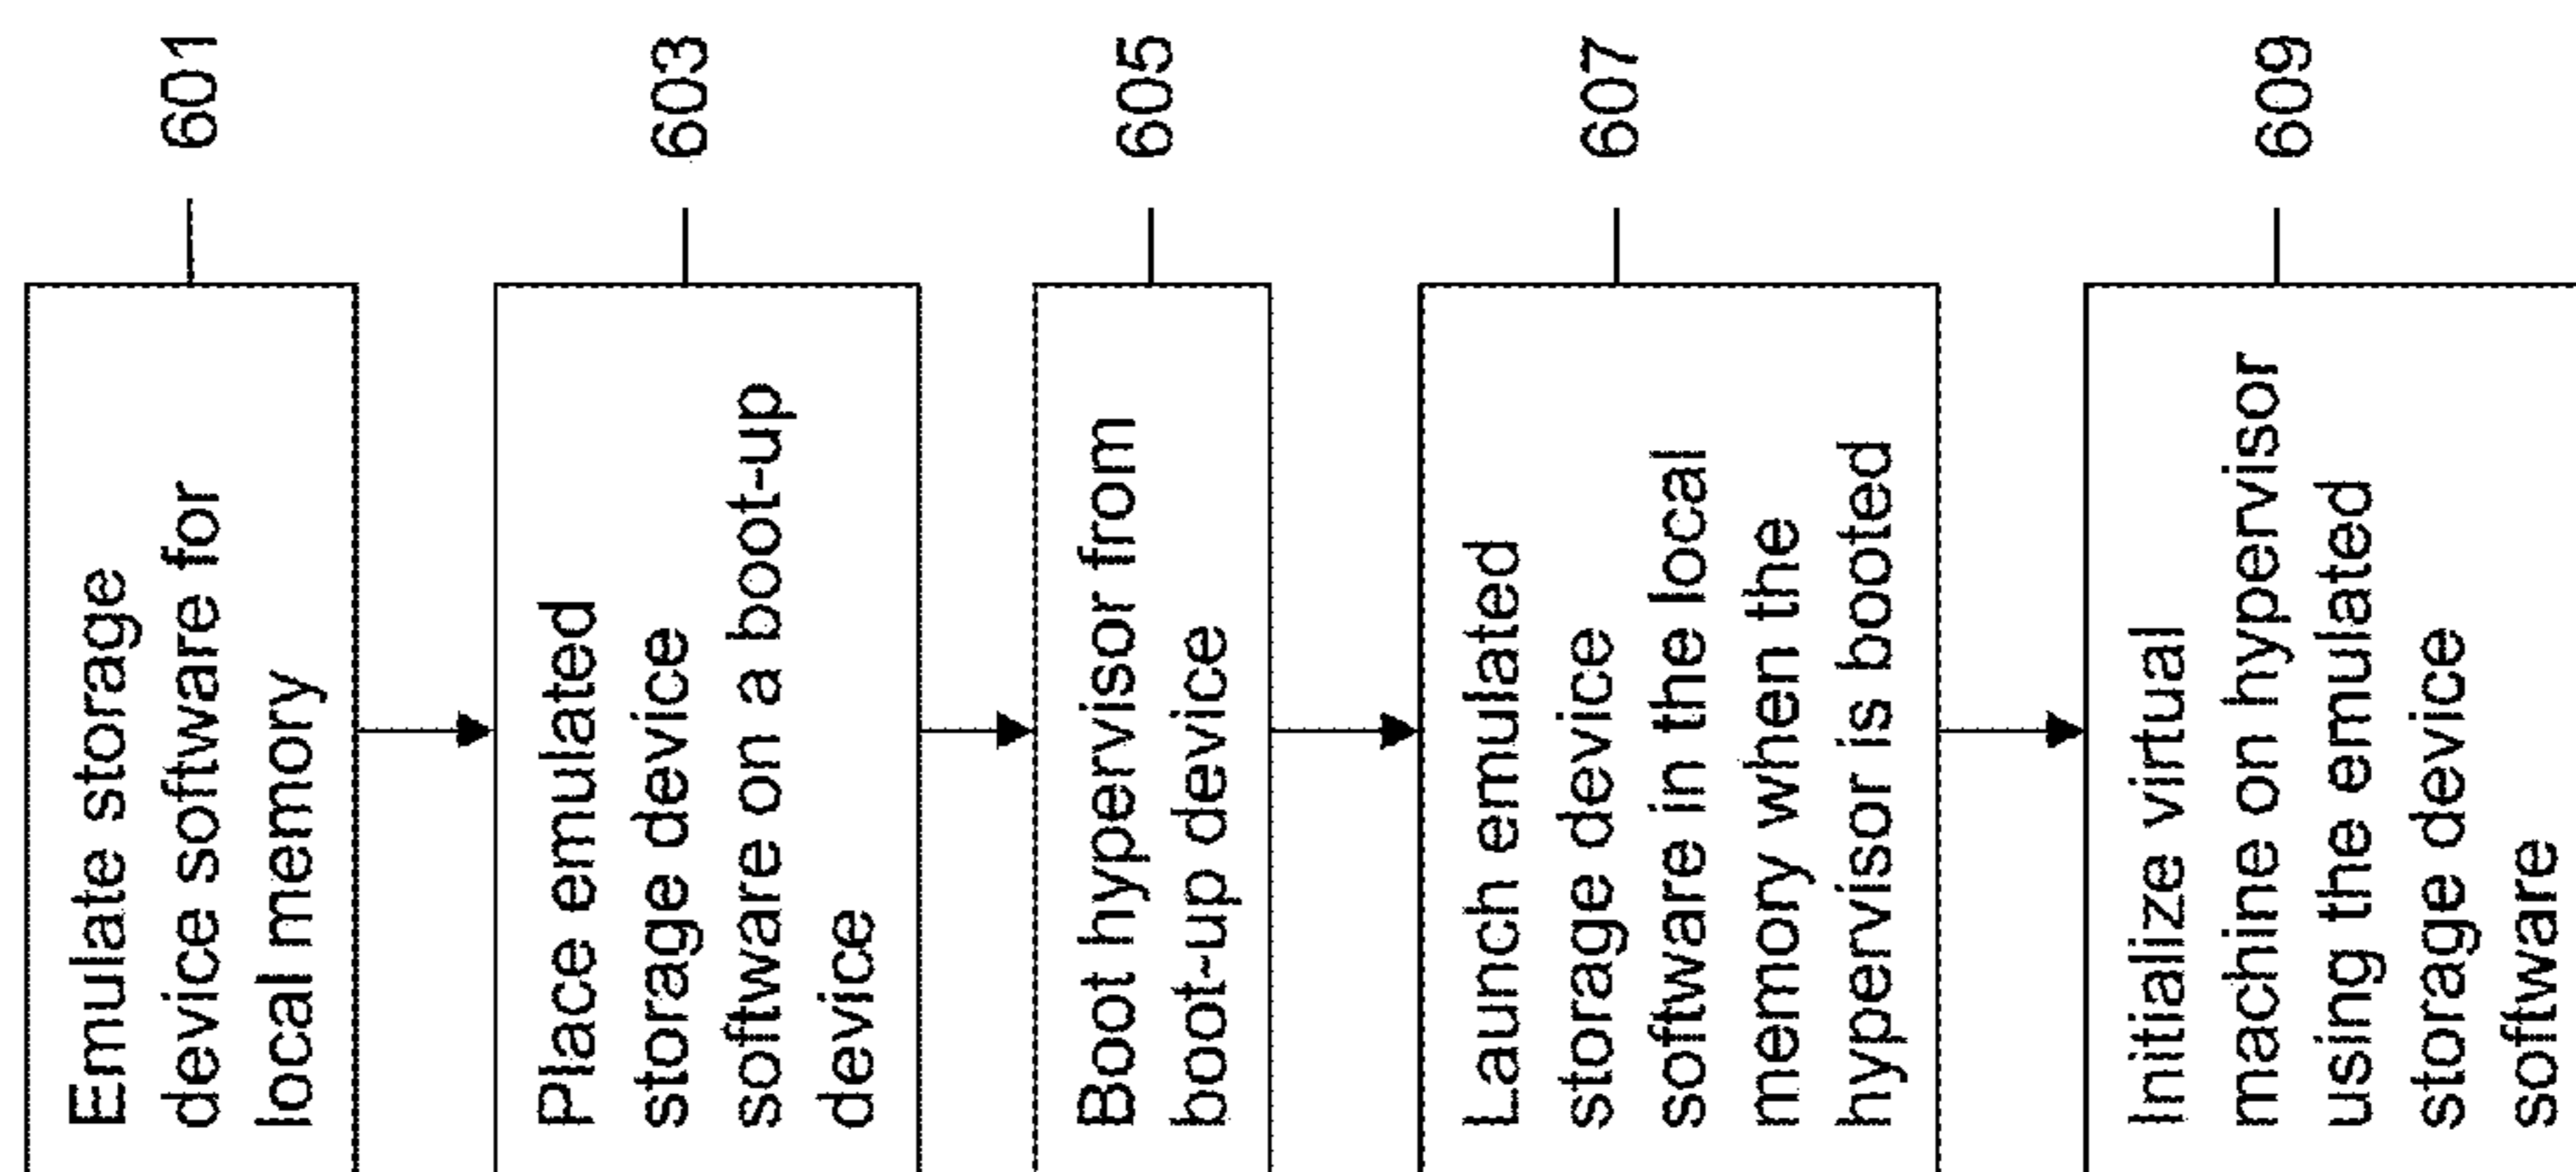 Emulate storage
device software for
local memory
601
Place emulated
storage device
software on a boot-up
device
603
Boot hypervisor from
boot-up device
605
Launch emulated
storage device
software in the local
memory when the
hypervisor is booted
607
Initialize virtual
machine on hypervisor
using the emulated
storage device
software
609